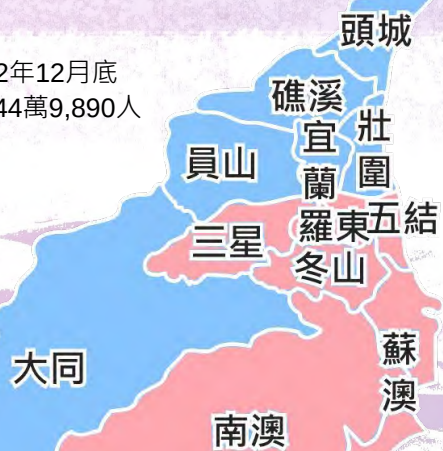 頭城
2年12月底
44萬9,890人
礁溪
壯圍
宜蘭
員山
羅東
五結
三星
冬山
蘇澳
大同
南澳